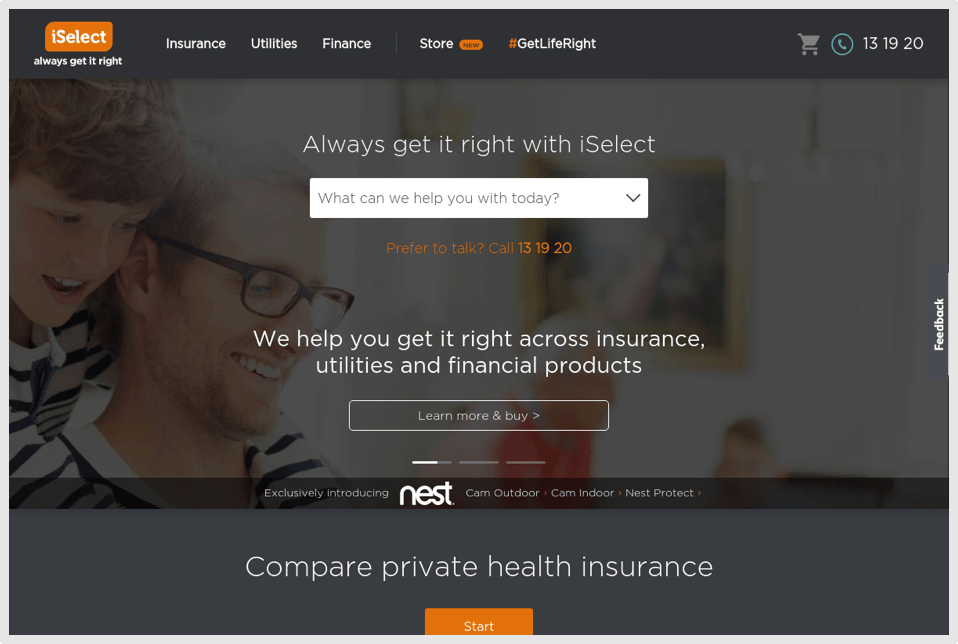 iSelect
always get it right
Insurance
Utilities
Finance
Store NEW
#GetLifeRight
13 19 20
Always get it right with iSelect
What can we help you with today?
Prefer to talk? Call 13 19 20
Feedback
We help you get it right across insurance,
utilities and financial products
Learn more & buy >
Exclusively introducing nest Cam Outdoor › Cam Indoor › Nest Protect ›
Compare private health insurance
Start